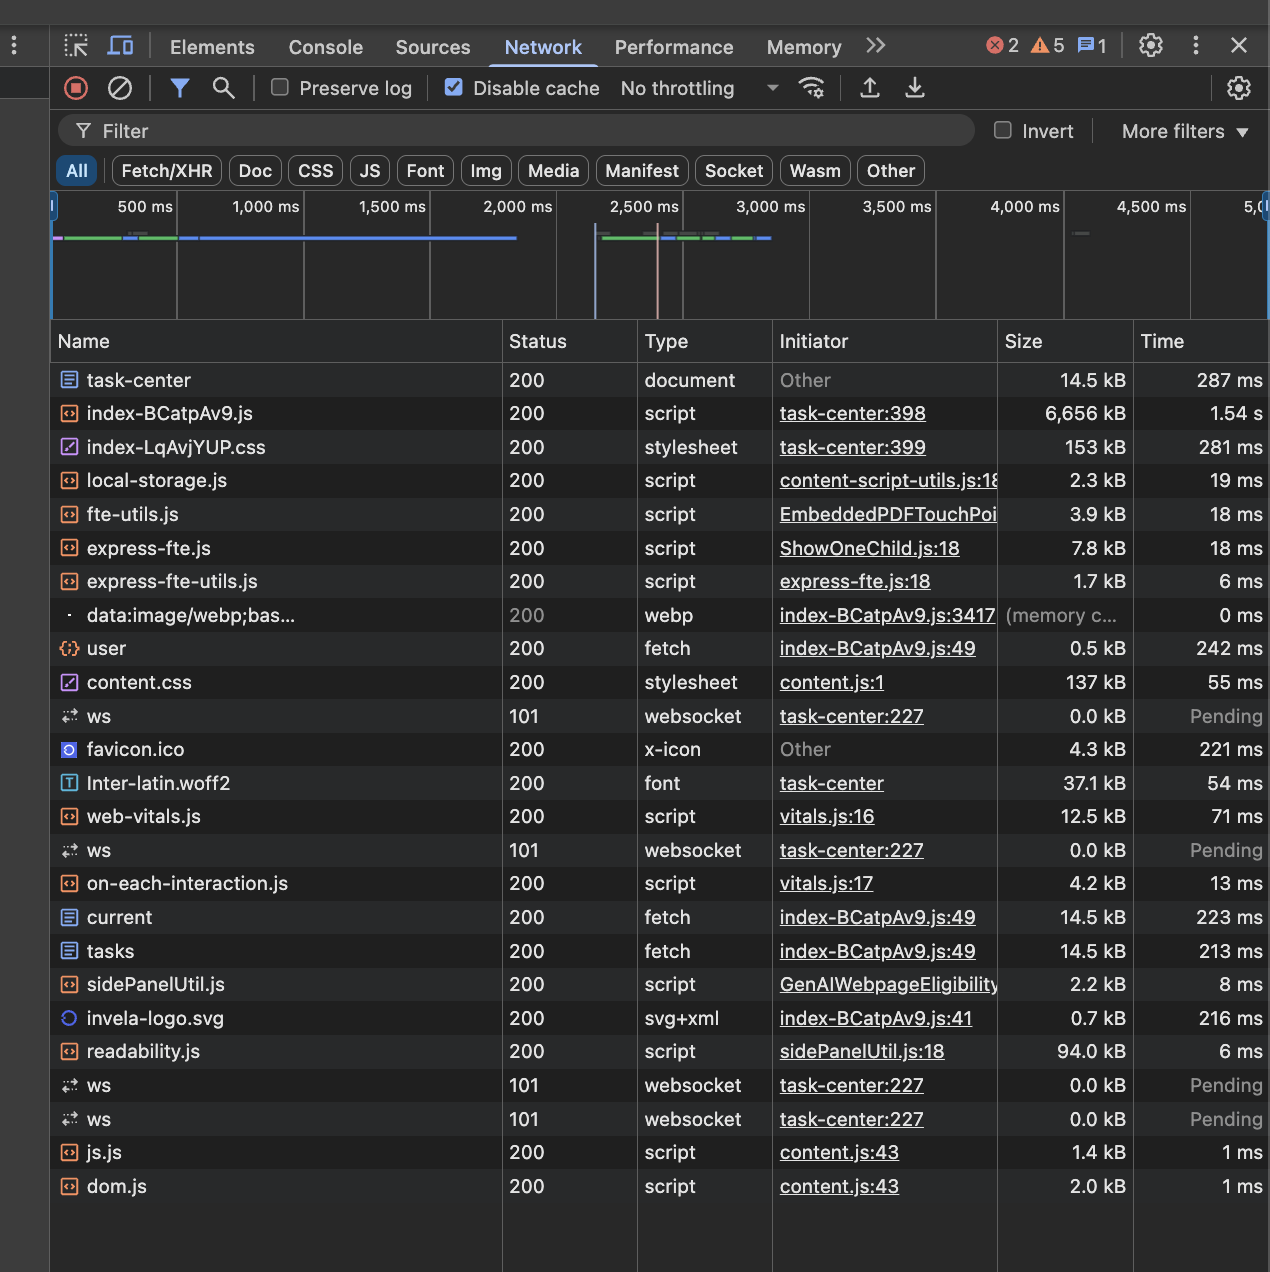 Elements Console Sources Network Performance Memory 2 5 1
Preserve log Disable cache No throttling
Filter Invert More filters
All Fetch/XHR Doc CSS JS Font Img Media Manifest Socket Wasm Other
500 ms 1,000 ms 1,500 ms 2,000 ms 2,500 ms 3,000 ms 3,500 ms 4,000 ms 4,500 ms 5,0
Name Status Type Initiator Size Time
task-center 200 document Other 14.5 kB 287 ms
index-BCatpAv9.js 200 script task-center:398 6,656 kB 1.54 s
index-LqAvjYUP.css 200 stylesheet task-center:399 153 kB 281 ms
local-storage.js 200 script content-script-utils.js:18 2.3 kB 19 ms
fte-utils.js 200 script EmbeddedPDFTouchPoi 3.9 kB 18 ms
express-fte.js 200 script ShowOneChild.js:18 7.8 kB 18 ms
express-fte-utils.js 200 script express-fte.js:18 1.7 kB 6 ms
data:image/webp;bas... 200 webp index-BCatpAv9.js:3417 (memory c... 0 ms
user 200 fetch index-BCatpAv9.js:49 0.5 kB 242 ms
content.css 200 stylesheet content.js:1 137 kB 55 ms
ws 101 websocket task-center:227 0.0 kB Pending
favicon.ico 200 x-icon Other 4.3 kB 221 ms
Inter-latin.woff2 200 font task-center 37.1 kB 54 ms
web-vitals.js 200 script vitals.js:16 12.5 kB 71 ms
ws 101 websocket task-center:227 0.0 kB Pending
on-each-interaction.js 200 script vitals.js:17 4.2 kB 13 ms
current 200 fetch index-BCatpAv9.js:49 14.5 kB 223 ms
tasks 200 fetch index-BCatpAv9.js:49 14.5 kB 213 ms
sidePanelUtil.js 200 script GenAIWebpageEligibility 2.2 kB 8 ms
invela-logo.svg 200 svg+xml index-BCatpAv9.js:41 0.7 kB 216 ms
readability.js 200 script sidePanelUtil.js:18 94.0 kB 6 ms
ws 101 websocket task-center:227 0.0 kB Pending
ws 101 websocket task-center:227 0.0 kB Pending
js.js 200 script content.js:43 1.4 kB 1 ms
dom.js 200 script content.js:43 2.0 kB 1 ms